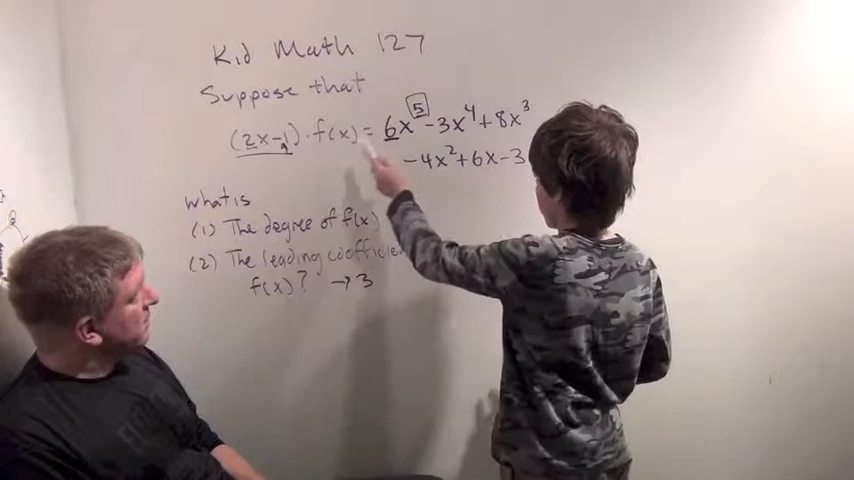 Kid Math 127
Suppose that
(2x-1)·f(x)= 6x⁵-3x⁴+8x³
-4x²+6x-3
what is
(1) The degree of f(x)
(2) The leading
f(x)? →3